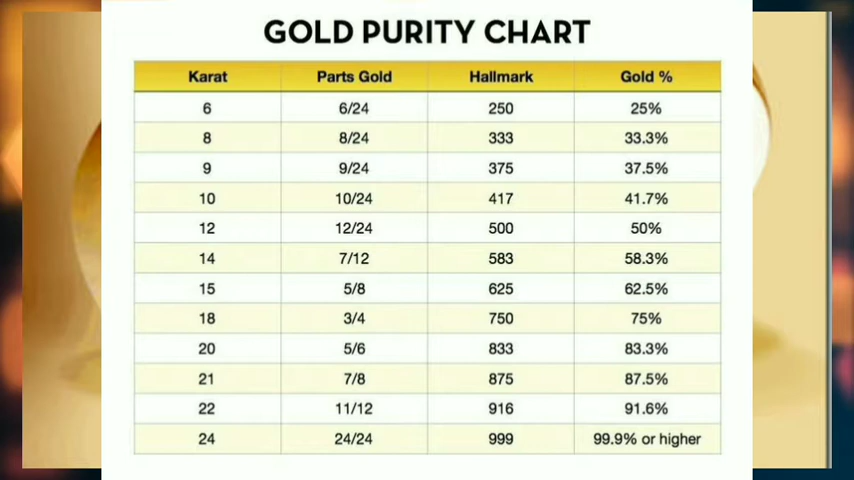 GOLD PURITY CHART
Karat Parts Gold Hallmark Gold %
6 6/24 250 25%
8 8/24 333 33.3%
9 9/24 375 37.5%
10 10/24 417 41.7%
12 12/24 500 50%
14 7/12 583 58.3%
15 5/8 625 62.5%
18 3/4 750 75%
20 5/6 833 83.3%
21 7/8 875 87.5%
22 11/12 916 91.6%
24 24/24 999 99.9% or higher